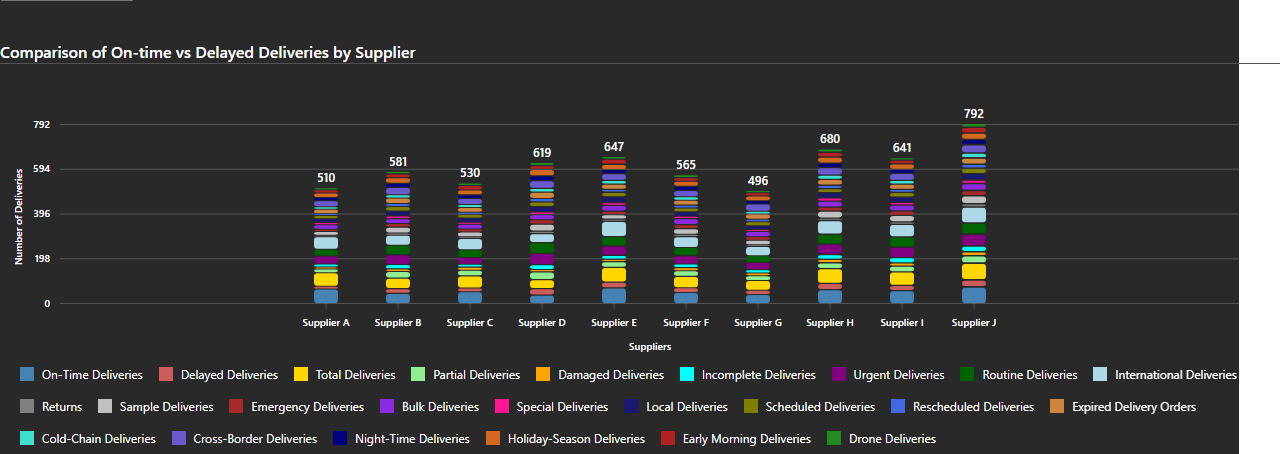 Comparison of On-time vs Delayed Deliveries by Supplier
792
680
647
641
619
581
565
530
510
496
792
594
396
198
0
Number of Deliveries
Supplier A Supplier B Supplier C Supplier D Supplier E Supplier F Supplier G Supplier H Supplier I Supplier J
Suppliers
On-Time Deliveries Delayed Deliveries Total Deliveries Partial Deliveries Damaged Deliveries Incomplete Deliveries Urgent Deliveries Routine Deliveries International Deliveries
Returns Sample Deliveries Emergency Deliveries Bulk Deliveries Special Deliveries Local Deliveries Scheduled Deliveries Rescheduled Deliveries Expired Delivery Orders
Cold-Chain Deliveries Cross-Border Deliveries Night-Time Deliveries Holiday-Season Deliveries Early Morning Deliveries Drone Deliveries